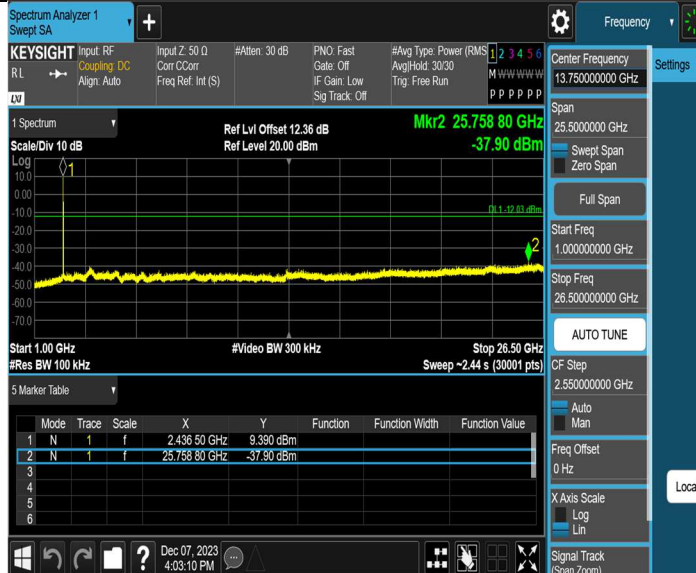 Spectrum Analyzer 1
Swept SA
+
Frequency
KEYSIGHT
RL
LXI
Input: RF
Coupling: DC
Align: Auto
Input Z: 50 Ω
Corr CCorr
Freq Ref: Int (S)
#Atten: 30 dB
PNO: Fast
Gate: Off
IF Gain: Low
Sig Track: Off
#Avg Type: Power (RMS
Avg|Hold: 30/30
Trig: Free Run
1 2 3 4 5 6
M W W W W W
P P P P P P
1 Spectrum
Scale/Div 10 dB
Ref Lvl Offset 12.36 dB
Ref Level 20.00 dBm
Mkr2 25.758 80 GHz
-37.90 dBm
Log
10.0
0.00
-10.0
-20.0
-30.0
-40.0
-50.0
-60.0
-70.0
1
DL1 -12.03 dBm
2
Start 1.00 GHz
#Res BW 100 kHz
#Video BW 300 kHz
Stop 26.50 GHz
Sweep ~2.44 s (30001 pts)
5 Marker Table
Mode Trace Scale X Y Function Function Width Function Value
1 N 1 f 2.436 50 GHz 9.390 dBm
2 N 1 f 25.758 80 GHz -37.90 dBm
3
4
5
6
?
Dec 07, 2023
4:03:10 PM
Center Frequency
13.750000000 GHz
Settings
Span
25.5000000 GHz
Swept Span
Zero Span
Full Span
Start Freq
1.000000000 GHz
Stop Freq
26.500000000 GHz
AUTO TUNE
CF Step
2.550000000 GHz
Auto
Man
Freq Offset
0 Hz
Loca
X Axis Scale
Log
Lin
Signal Track
(Span Zoom)